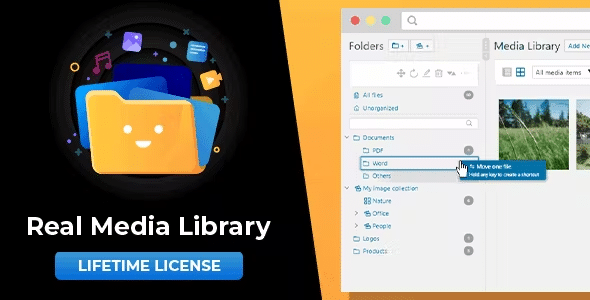 Real Media Library
LIFETIME LICENSE
Folders
Media Library
Add New
All files
Unorganized
All media items
Documents
PDF
Word
Others
Move one file
Hold any key to create a shortcut
My image collection
Nature
Office
People
Logos
Products